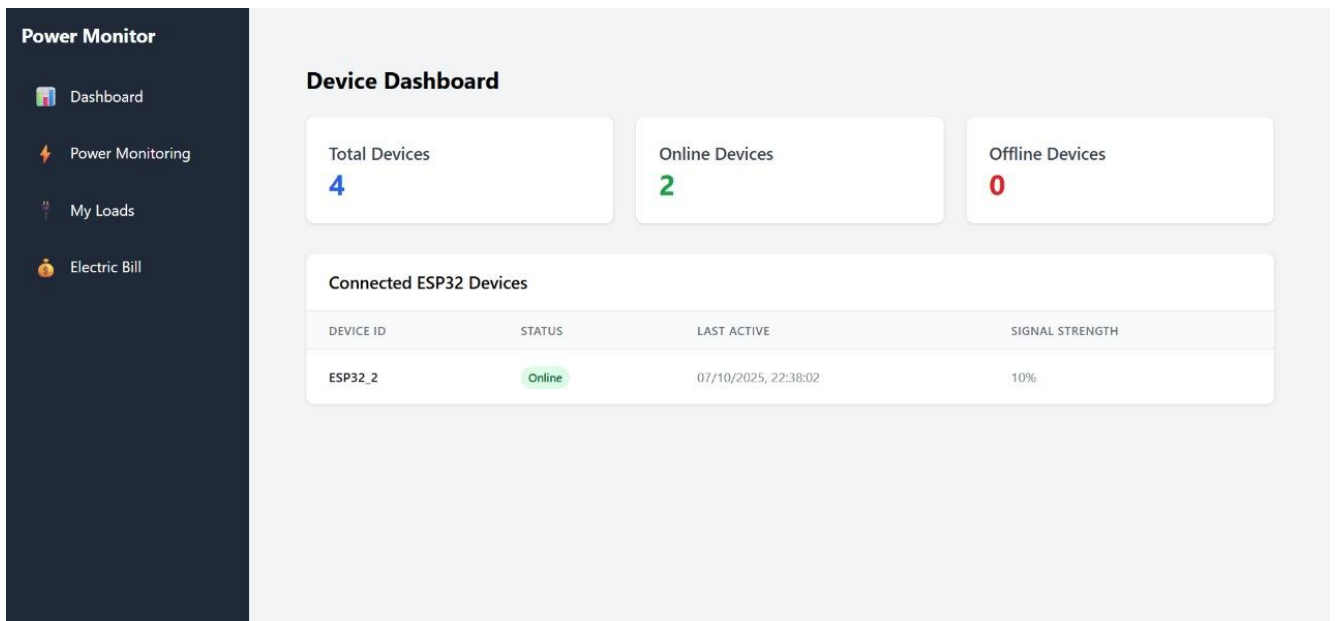 Power Monitor
Dashboard
Power Monitoring
My Loads
Electric Bill
Device Dashboard
Total Devices
4
Online Devices
2
Offline Devices
0
Connected ESP32 Devices
DEVICE ID STATUS LAST ACTIVE SIGNAL STRENGTH
ESP32_2 Online 07/10/2025, 22:38:02 10%